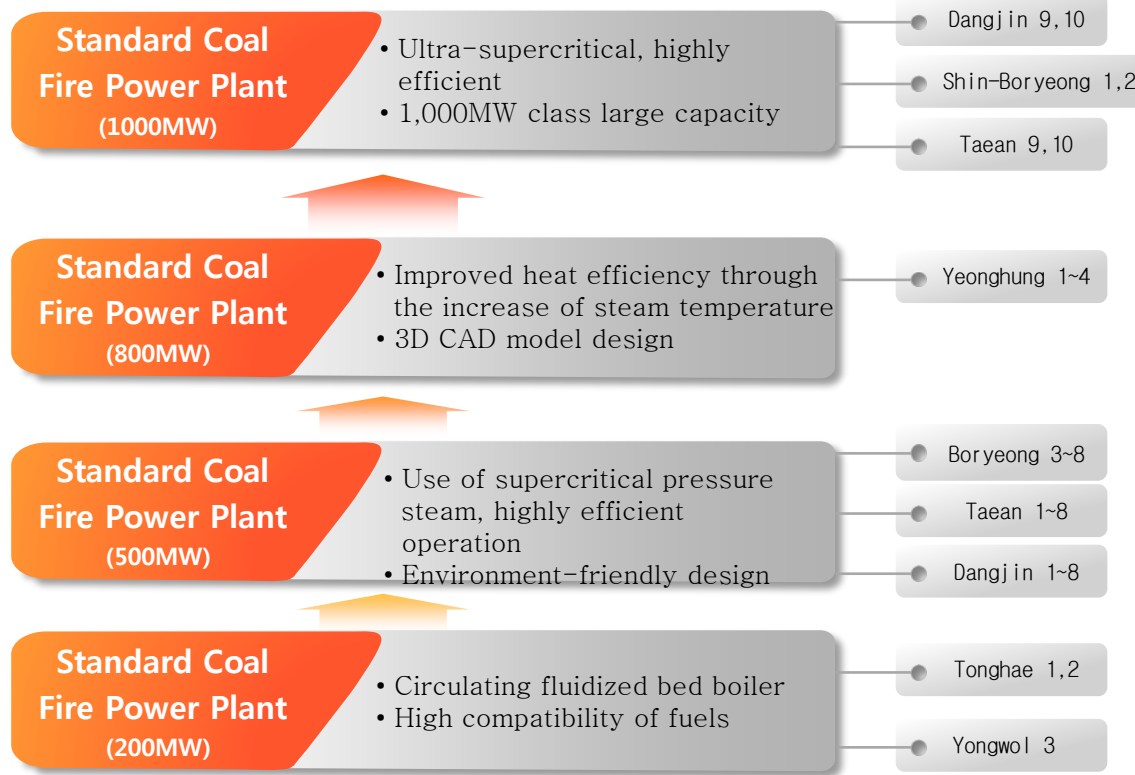 Standard Coal
Fire Power Plant
(1000MW)
• Ultra-supercritical, highly
efficient
• 1,000MW class large capacity
Dangjin 9,10
Shin-Boryeong 1,2
Taean 9,10
Standard Coal
Fire Power Plant
(800MW)
• Improved heat efficiency through
the increase of steam temperature
• 3D CAD model design
Yeonghung 1~4
Standard Coal
Fire Power Plant
(500MW)
• Use of supercritical pressure
steam, highly efficient
operation
• Environment-friendly design
Boryeong 3~8
Taean 1~8
Dangjin 1~8
Standard Coal
Fire Power Plant
(200MW)
• Circulating fluidized bed boiler
• High compatibility of fuels
Tonghae 1,2
Yongwol 3